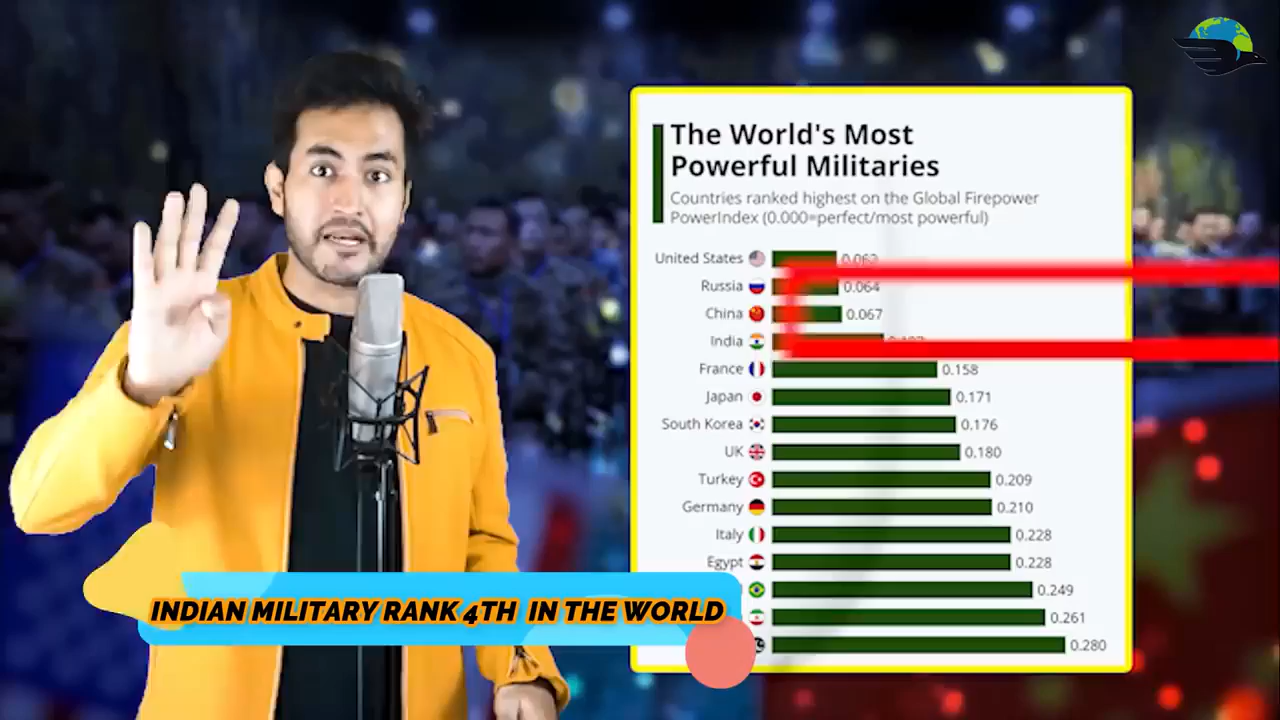 The World's Most
Powerful Militaries
Countries ranked highest on the Global Firepower
PowerIndex (0.000=perfect/most powerful)
United States
Russia 0.064
China 0.067
India
France 0.158
Japan 0.171
South Korea 0.176
UK 0.180
Turkey 0.209
Germany 0.210
Italy 0.228
Egypt 0.228
0.249
0.261
0.280
INDIAN MILITARY RANK 4TH IN THE WORLD